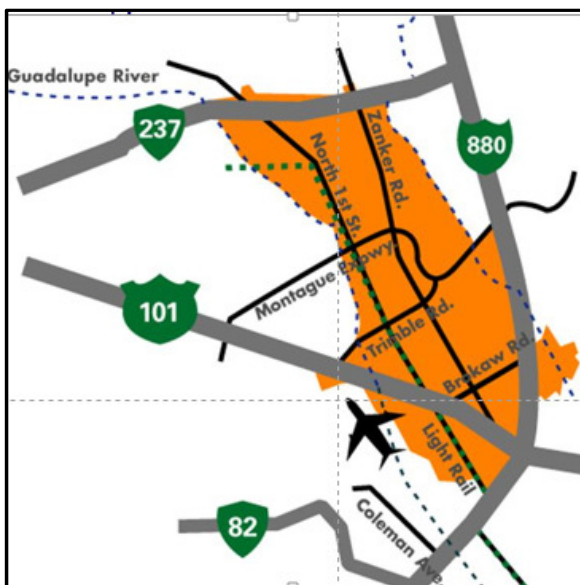 Guadalupe River
237
880
Zanker Rd.
North 1st St.
Montague Expwy.
101
Trimble Rd.
Brokaw Rd.
Light Rail
82
Coleman Ave.